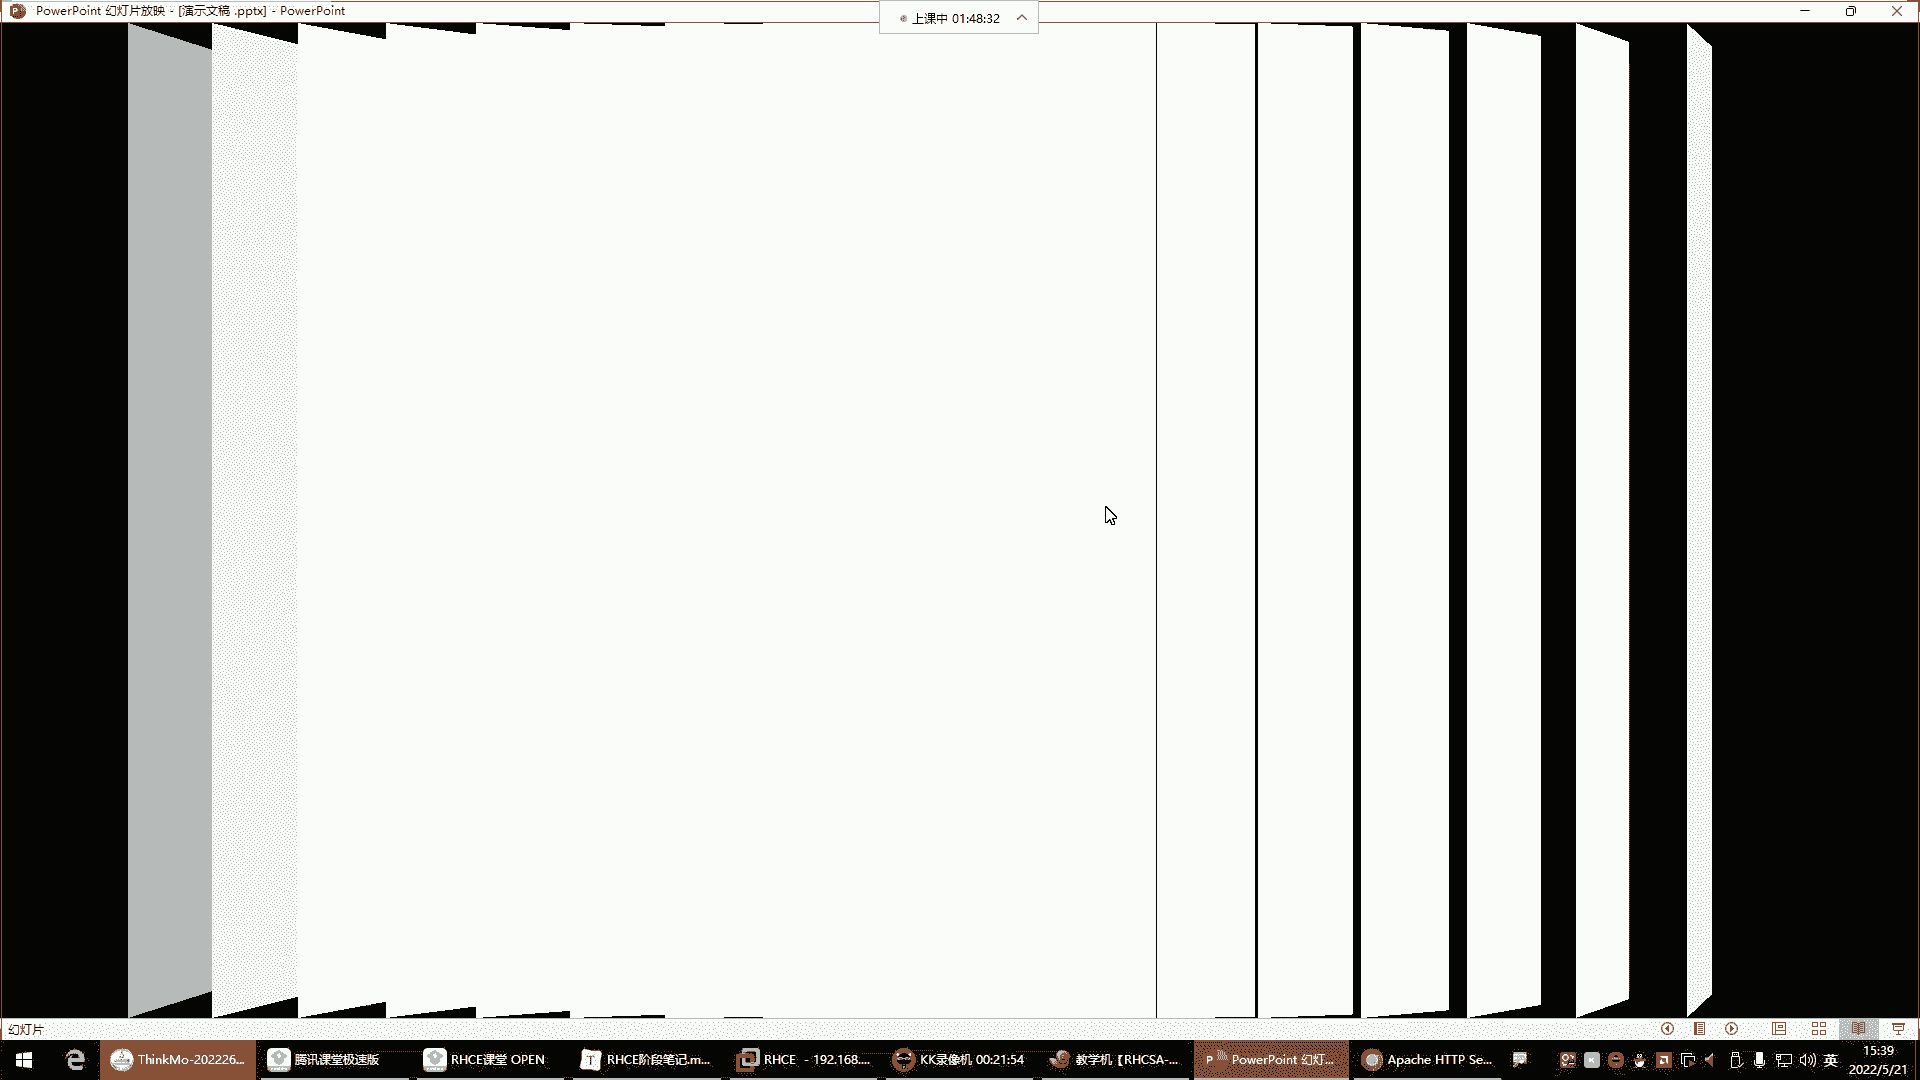 PowerPoint 幻灯片放映 - [演示文稿 .pptx] - PowerPoint
上课中 01:48:32
幻灯片
ThinkMo-202226...
腾讯课堂极速版
RHCE课堂 OPEN
RHCE阶段笔记.m...
RHCE - 192.168....
KK录像机 00:21:54
教学机【RHCSA-...
PowerPoint 幻灯...
Apache HTTP Se...
英
15:39
2022/5/21